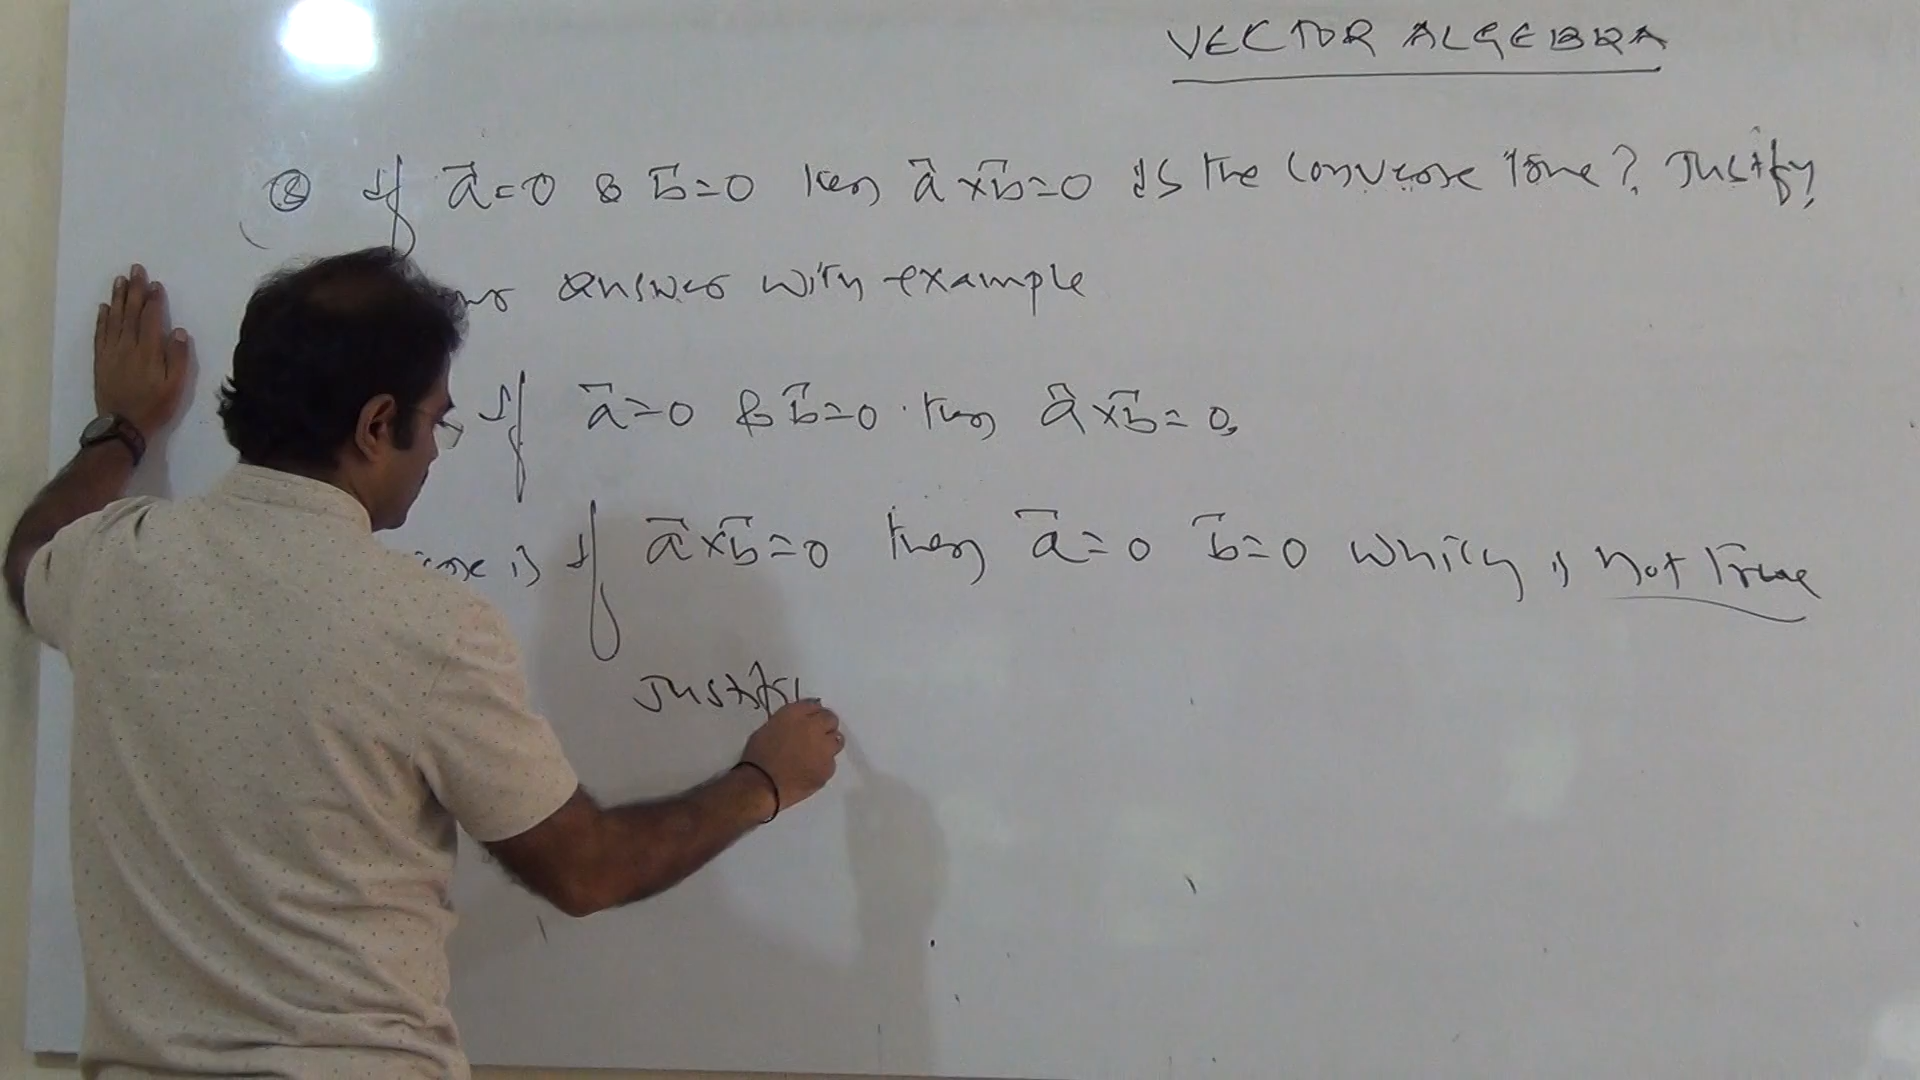 VECTOR ALGEBRA
Q If a⃗=0 & b⃗=0 then a⃗×b⃗=0 Is the converse true? Justify
answer with example
If a⃗=0 & b⃗=0 then a⃗×b⃗=0,
is If a⃗×b⃗=0 then a⃗=0 b⃗=0 which is not true
Justify